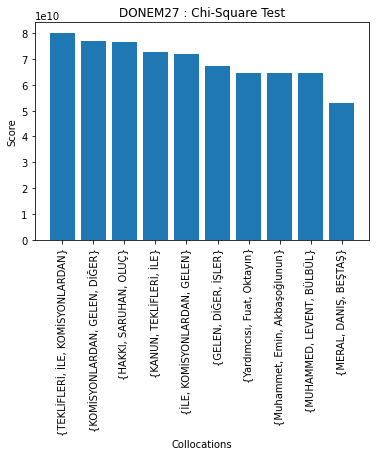 DONEM27 : Chi-Square Test
1e10
Score
8
7
6
5
4
3
2
1
0
{TEKLİFLERİ, İLE, KOMİSYONLARDAN}
{KOMİSYONLARDAN, GELEN, DİĞER}
{HAKKI, SARUHAN, OLUÇ}
{KANUN, TEKLİFLERİ, İLE}
{İLE, KOMİSYONLARDAN, GELEN}
{GELEN, DİĞER, İŞLER}
{Yardımcısı, Fuat, Oktayın}
{Muhammet, Emin, Akbaşoğlunun}
{MUHAMMED, LEVENT, BÜLBÜL}
{MERAL, DANIŞ, BEŞTAŞ}
Collocations